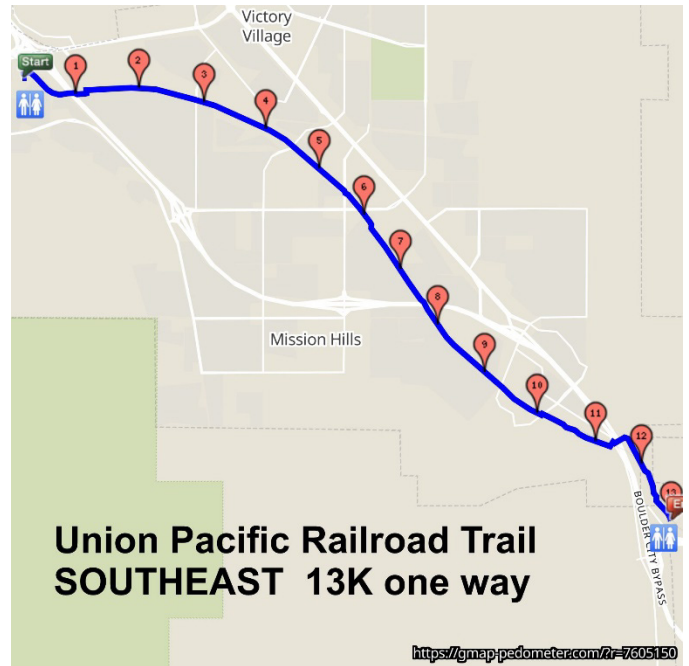 Victory
Village
Start
1
2
3
4
5
6
7
8
Mission Hills
9
10
11
12
13
BOULDER CITY BYPASS
Union Pacific Railroad Trail
SOUTHEAST 13K one way
https://gmap-pedometer.com/?r=7605150